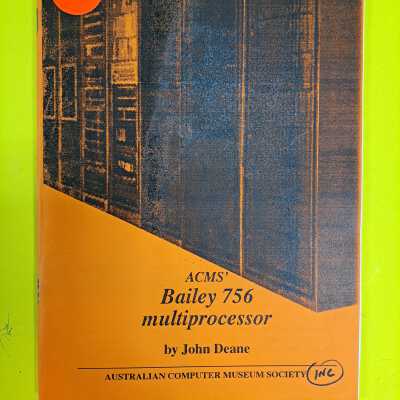 ACMS'
Bailey 756
multiprocessor
by John Deane
AUSTRALIAN COMPUTER MUSEUM SOCIETY INC